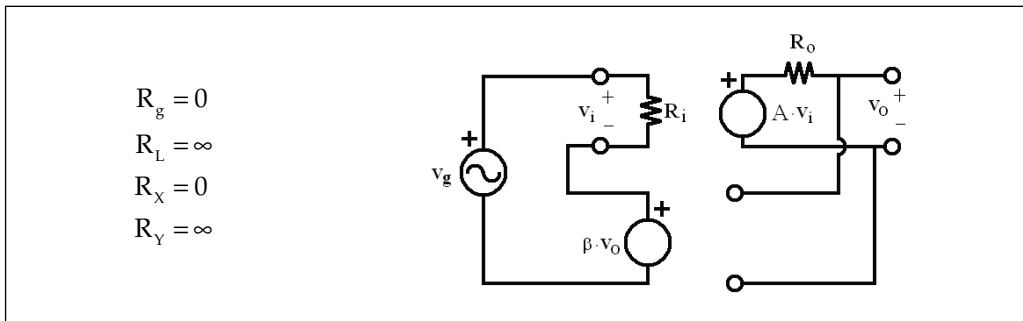 R_g = 0
R_L = ∞
R_X = 0
R_Y = ∞
v_g
+
v_i
+
−
R_i
+
β·v_o
+
A·v_i
R_o
v_o
+
−